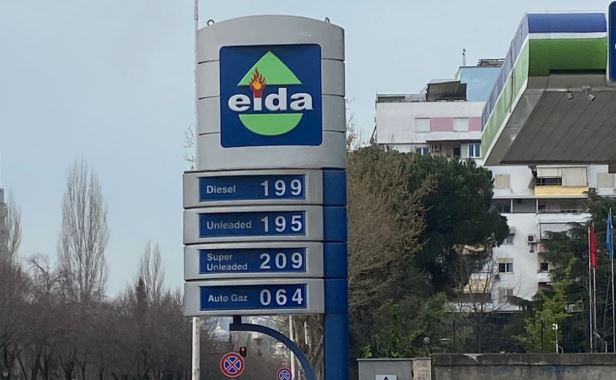 eida
Diesel 199
Unleaded 195
Super
Unleaded 209
Auto Gaz 064